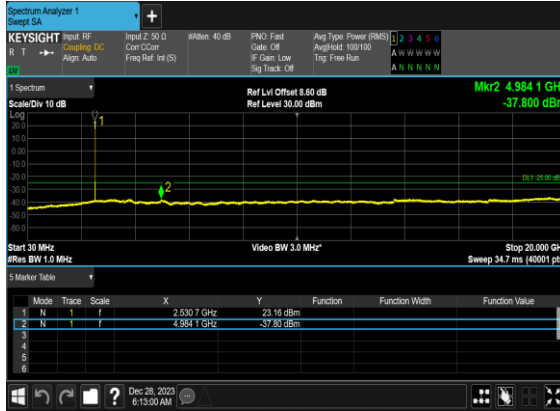 Spectrum Analyzer 1
Swept SA
KEYSIGHT Input: RF Input Z: 50 Ω #Atten: 40 dB PNO: Fast Avg Type: Power (RMS) 1 2 3 4 5 6
R T Coupling: DC Corr CCorr Gate: Off Avg|Hold: 100/100 A W W W W W
Align: Auto Freq Ref: Int (S) IF Gain: Low Trig: Free Run
Sig Track: Off A N N N N N
1 Spectrum
Ref Lvl Offset 8.60 dB Mkr2 4.984 1 GH
Scale/Div 10 dB Ref Level 30.00 dBm -37.800 dB
Log
20.0
10.0
0.00
-10.0
-20.0
-30.0
-40.0
-50.0
-60.0
1
2
DL1 -25.00 dB
Start 30 MHz Video BW 3.0 MHz* Stop 20.000 GH
#Res BW 1.0 MHz Sweep 34.7 ms (40001 pts
5 Marker Table
Mode Trace Scale X Y Function Function Width Function Value
1 N 1 f 2.530 7 GHz 23.16 dBm
2 N 1 f 4.984 1 GHz -37.80 dBm
3
4
5
6
? Dec 28, 2023
6:13:00 AM